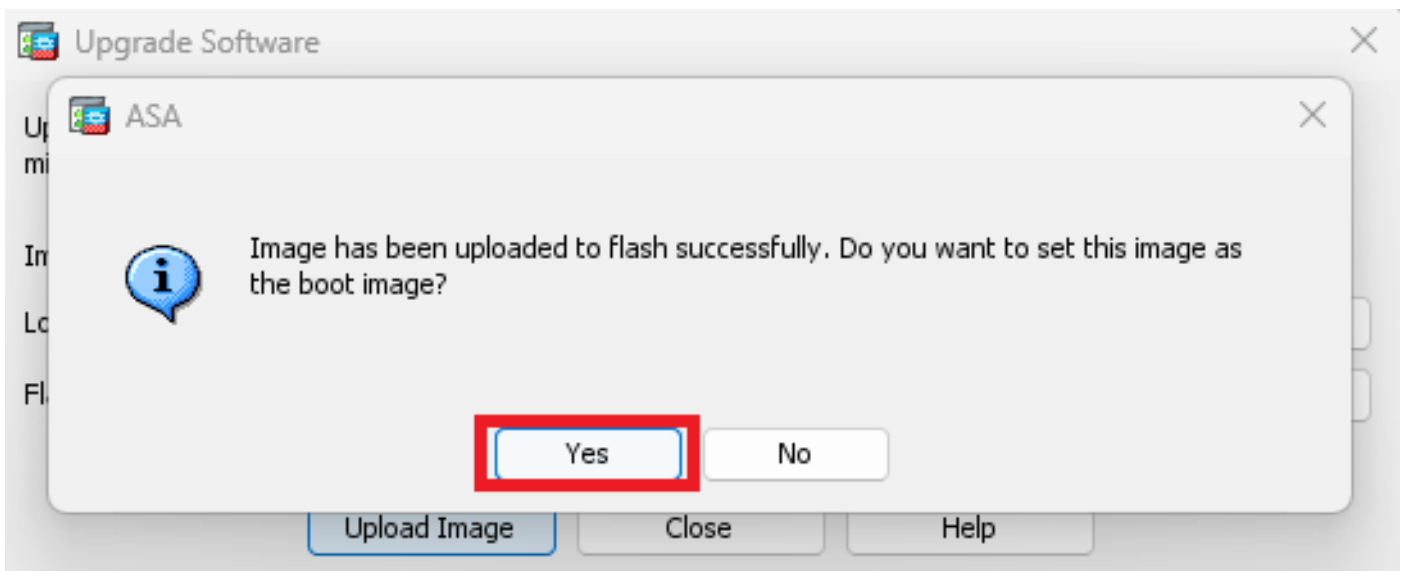 Upgrade Software
ASA
Image has been uploaded to flash successfully. Do you want to set this image as
the boot image?
Yes No
Upload Image Close Help